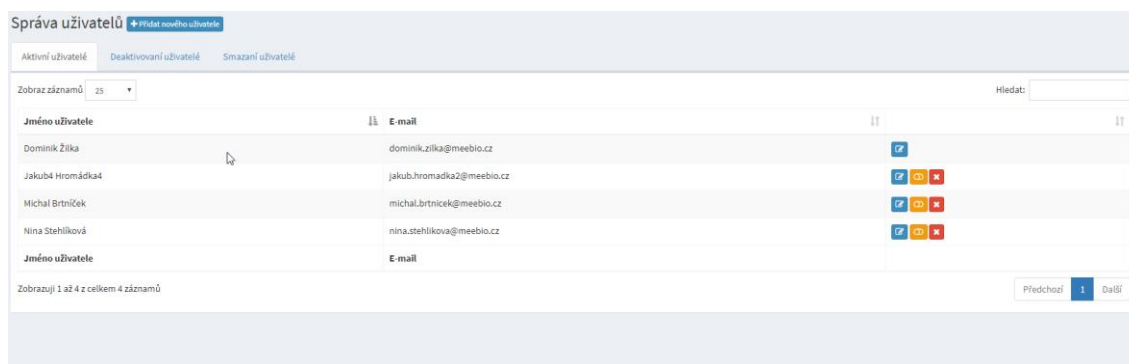 Správa uživatelů + Přidat nového uživatele
Aktivní uživatelé Deaktivovaní uživatelé Smazaní uživatelé
Zobraz záznamů 25 Hledat:
Jméno uživatele E-mail
Dominik Žilka dominik.zilka@meebio.cz
Jakub4 Hromádka4 jakub.hromadka2@meebio.cz
Michal Brtníček michal.brtnicek@meebio.cz
Nina Stehlíková nina.stehlikova@meebio.cz
Jméno uživatele E-mail
Zobrazuji 1 až 4 z celkem 4 záznamů Předchozí 1 Další